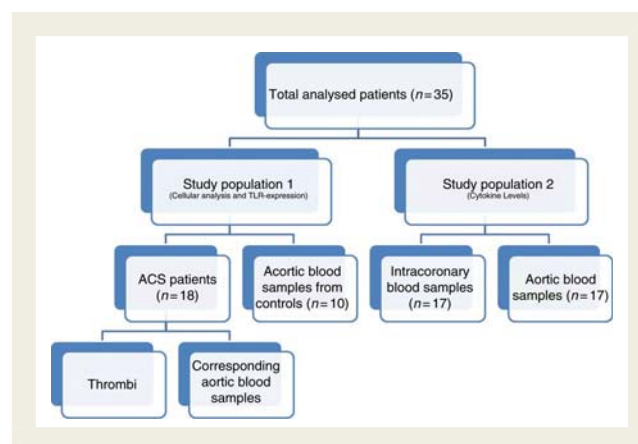 Total analysed patients (n=35)
Study population 1
(Cellular analysis and TLR-expression)
Study population 2
(Cytokine Levels)
ACS patients
(n=18)
Acortic blood
samples from
controls (n=10)
Intracoronary
blood samples
(n=17)
Aortic blood
samples (n=17)
Thrombi
Corresponding
aortic blood
samples